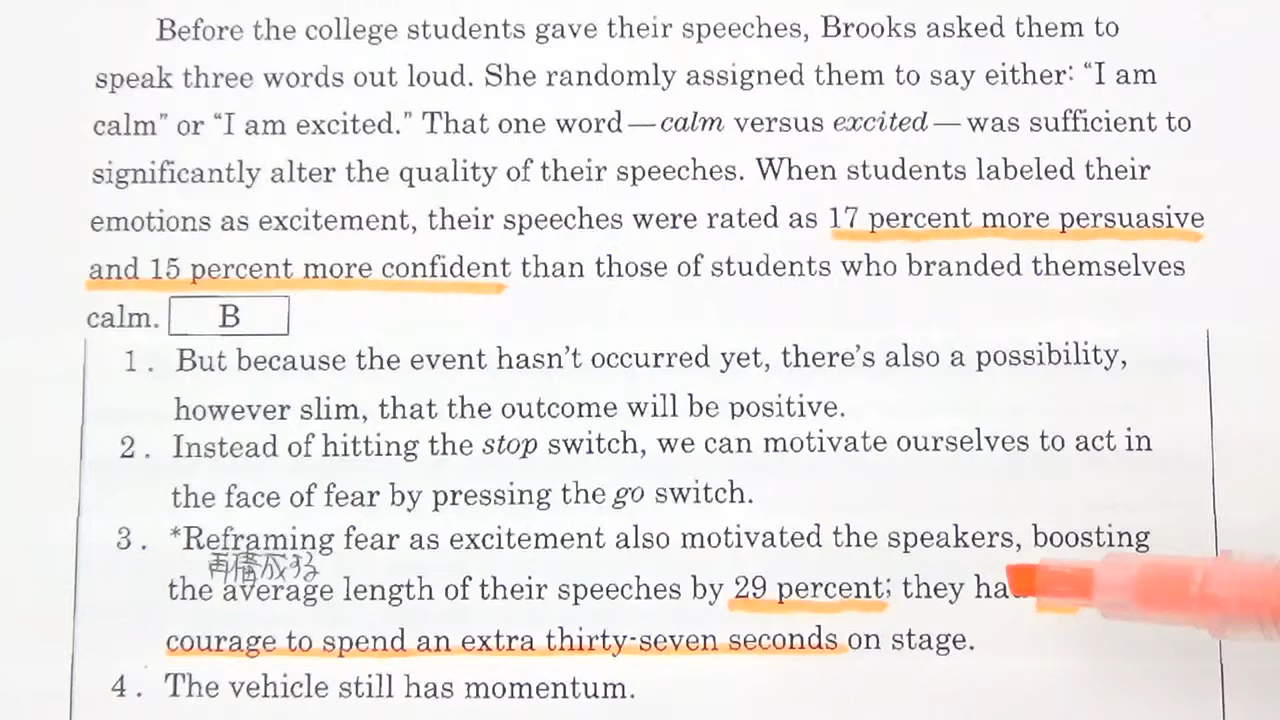 Before the college students gave their speeches, Brooks asked them to
speak three words out loud. She randomly assigned them to say either: “I am
calm” or “I am excited.” That one word—calm versus excited—was sufficient to
significantly alter the quality of their speeches. When students labeled their
emotions as excitement, their speeches were rated as 17 percent more persuasive
and 15 percent more confident than those of students who branded themselves
calm. B
1. But because the event hasn’t occurred yet, there’s also a possibility,
however slim, that the outcome will be positive.
2. Instead of hitting the stop switch, we can motivate ourselves to act in
the face of fear by pressing the go switch.
3. *Reframing fear as excitement also motivated the speakers, boosting
再構成する
the average length of their speeches by 29 percent; they
courage to spend an extra thirty-seven seconds on stage.
4. The vehicle still has momentum.